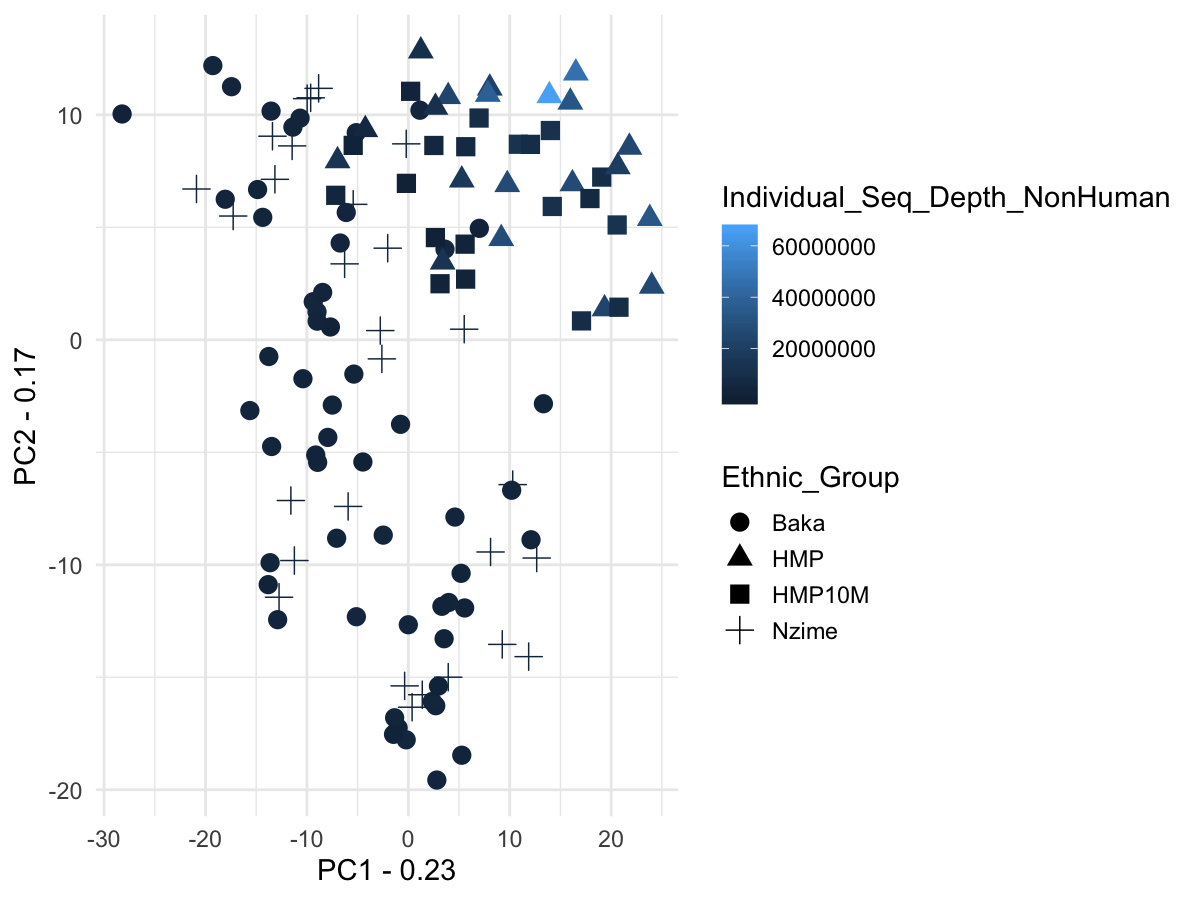 10
0
-10
-20
-30
-20
-10
0
10
20
PC1 - 0.23
PC2 - 0.17
Individual_Seq_Depth_NonHuman
60000000
40000000
20000000
Ethnic_Group
Baka
HMP
HMP10M
Nzime